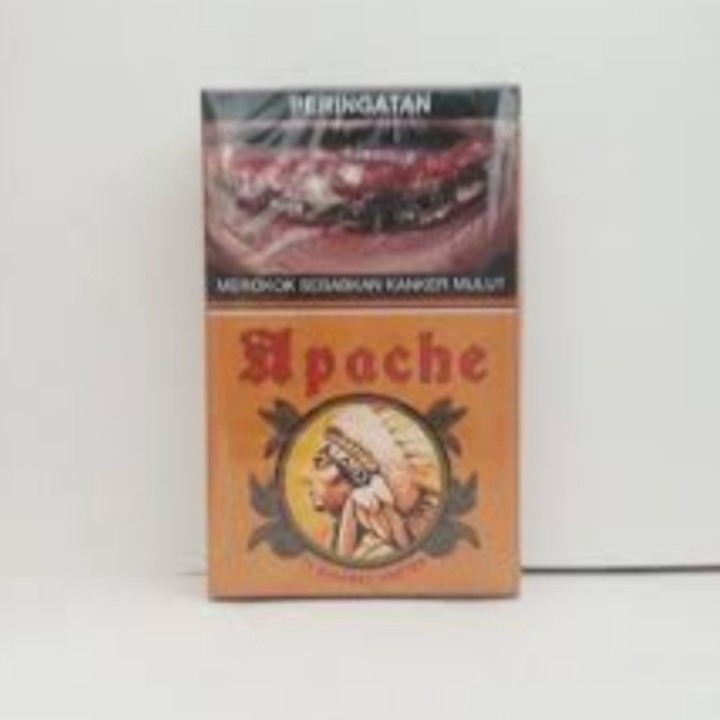 PERINGATAN
MEROKOK SEBABKAN KANKER MULUT
Apache